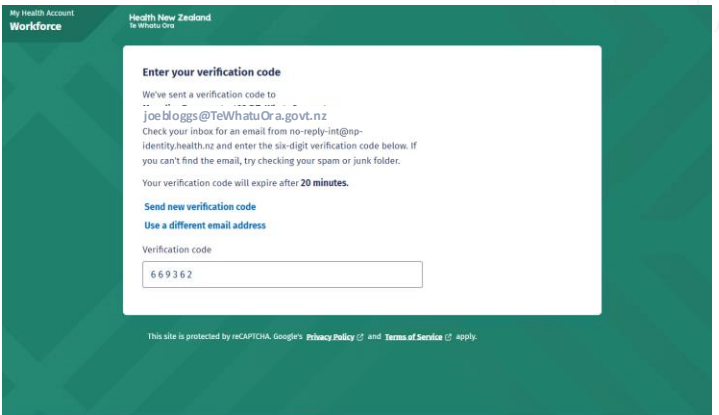 My Health Account
Workforce
Health New Zealand
Te Whatu Ora
Enter your verification code
We've sent a verification code to
joebloggs@TeWhatuOra.govt.nz
Check your inbox for an email from no-reply-int@np-
identity.health.nz and enter the six-digit verification code below. If
you can't find the email, try checking your spam or junk folder.
Your verification code will expire after 20 minutes.
Send new verification code
Use a different email address
Verification code
669362
This site is protected by reCAPTCHA. Google's Privacy Policy and Terms of Service apply.